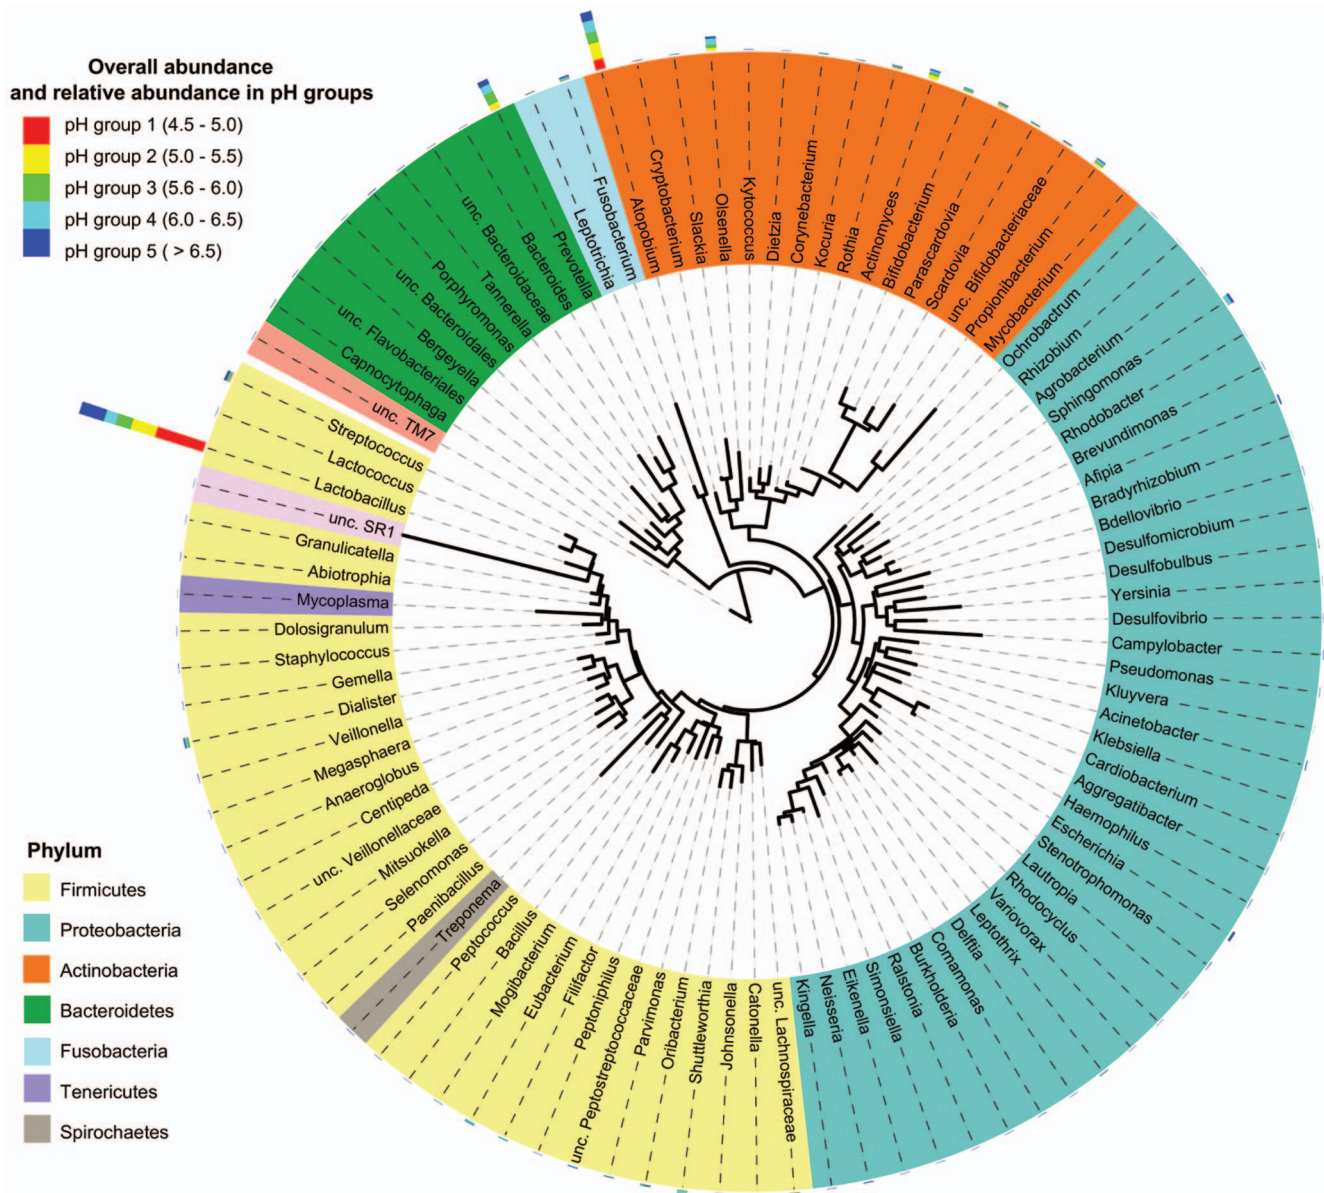 Overall abundance
and relative abundance in pH groups
pH group 1 (4.5 - 5.0)
pH group 2 (5.0 - 5.5)
pH group 3 (5.6 - 6.0)
pH group 4 (6.0 - 6.5)
pH group 5 ( > 6.5)
Leptotrichia
Fusobacterium
Atopobium
Cryptobacterium
Slackia
Olsenella
Kytococcus
Dietzia
Corynebacterium
Kocuria
Rothia
Actinomyces
Bifidobacterium
Parascardovia
Scardovia
unc. Bifidobacteriaceae
Propionibacterium
Mycobacterium
Ochrobactrum
Rhizobium
Agrobacterium
Sphingomonas
Rhodobacter
Brevundimonas
Afipia
Bradyrhizobium
Bdellovibrio
Desulfomicrobium
Desulfobulbus
Yersinia
Desulfovibrio
Campylobacter
Pseudomonas
Kluyvera
Acinetobacter
Klebsiella
Cardiobacterium
Aggregatibacter
Haemophilus
Escherichia
Stenotrophomonas
Lautropia
Rhodocyclus
Variovorax
Leptothrix
Delftia
Comamonas
Burkholderia
Ralstonia
Simonsiella
Eikenella
Neisseria
Kingella
unc. Lachnospiraceae
Catonella
Johnsonella
Shuttleworthia
Oribacterium
Parvimonas
unc. Peptostreptococcaceae
Peptoniphilus
Filifactor
Eubacterium
Mogibacterium
Bacillus
Peptococcus
Treponema
Paenibacillus
Selenomonas
Mitsuokella
unc. Veillonellaceae
Centipeda
Anaeroglobus
Megasphaera
Veillonella
Dialister
Gemella
Staphylococcus
Dolosigranulum
Mycoplasma
Abiotrophia
Granulicatella
unc. SR1
Lactobacillus
Lactococcus
Streptococcus
unc. TM7
Capnocytophaga
unc. Flavobacteriales
Bergeyella
unc. Bacteroidales
Porphyromonas
Tannerella
unc. Bacteroidaceae
Bacteroides
Prevotella
Phylum
Firmicutes
Proteobacteria
Actinobacteria
Bacteroidetes
Fusobacteria
Tenericutes
Spirochaetes